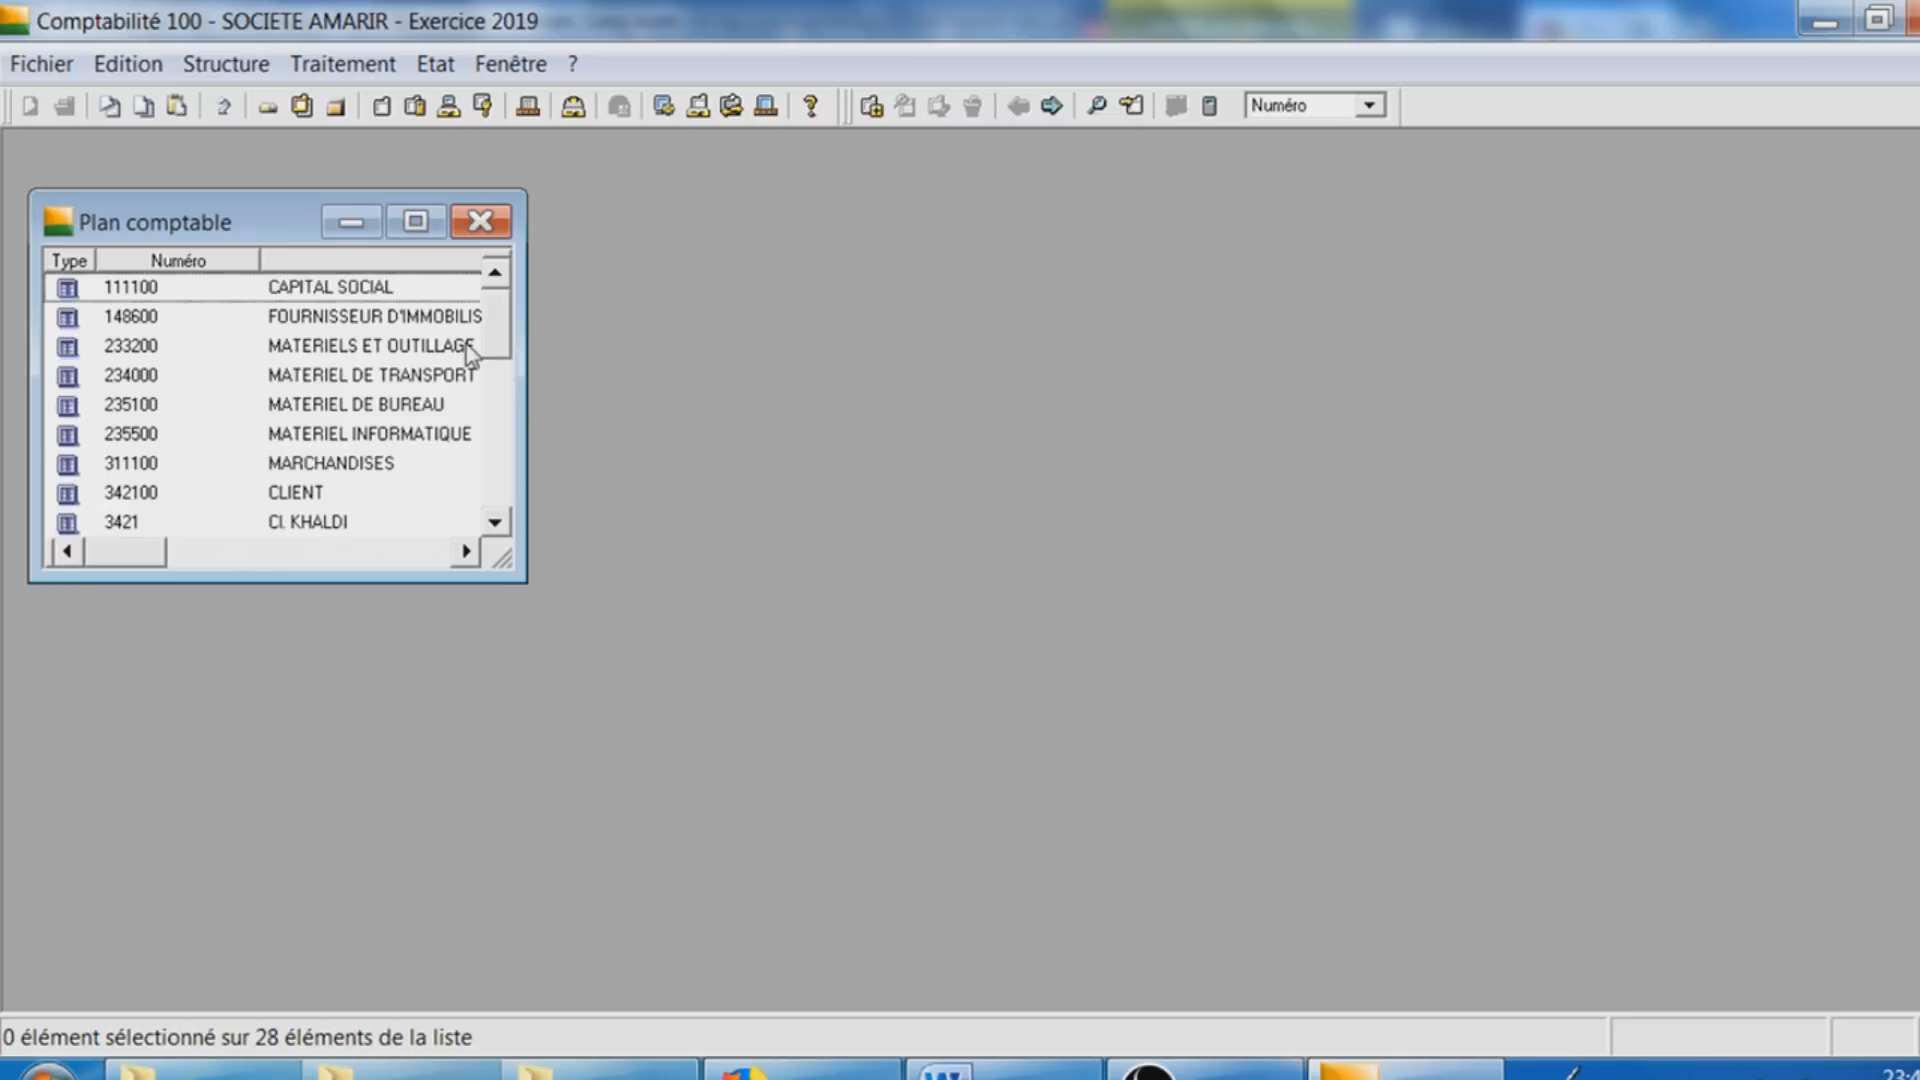 Comptabilité 100 - SOCIETE AMARIR - Exercice 2019
Fichier Edition Structure Traitement Etat Fenêtre ?
Numéro
Plan comptable
Type Numéro
111100 CAPITAL SOCIAL
148600 FOURNISSEUR D'IMMOBILIS
233200 MATERIELS ET OUTILLAGE
234000 MATERIEL DE TRANSPORT
235100 MATERIEL DE BUREAU
235500 MATERIEL INFORMATIQUE
311100 MARCHANDISES
342100 CLIENT
3421 Cl. KHALDI
0 élément sélectionné sur 28 éléments de la liste